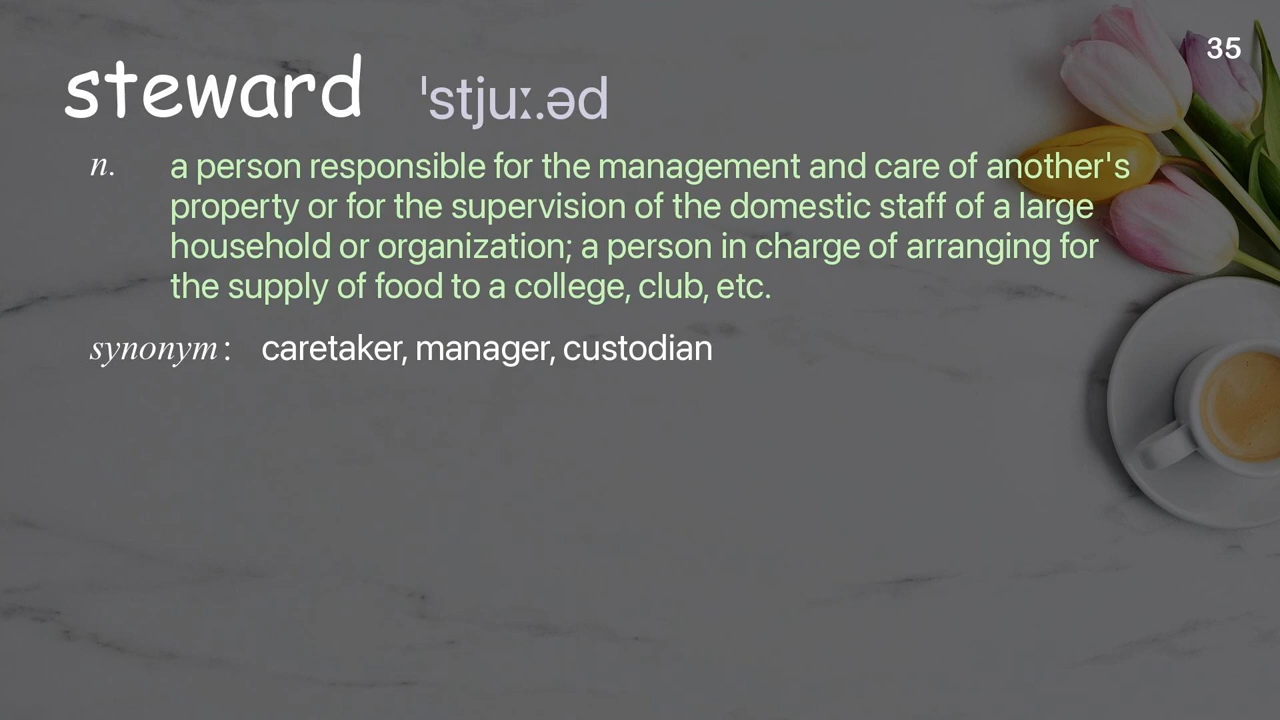 35
steward ˈstjuː.əd
n. a person responsible for the management and care of another's
property or for the supervision of the domestic staff of a large
household or organization; a person in charge of arranging for
the supply of food to a college, club, etc.
synonym: caretaker, manager, custodian